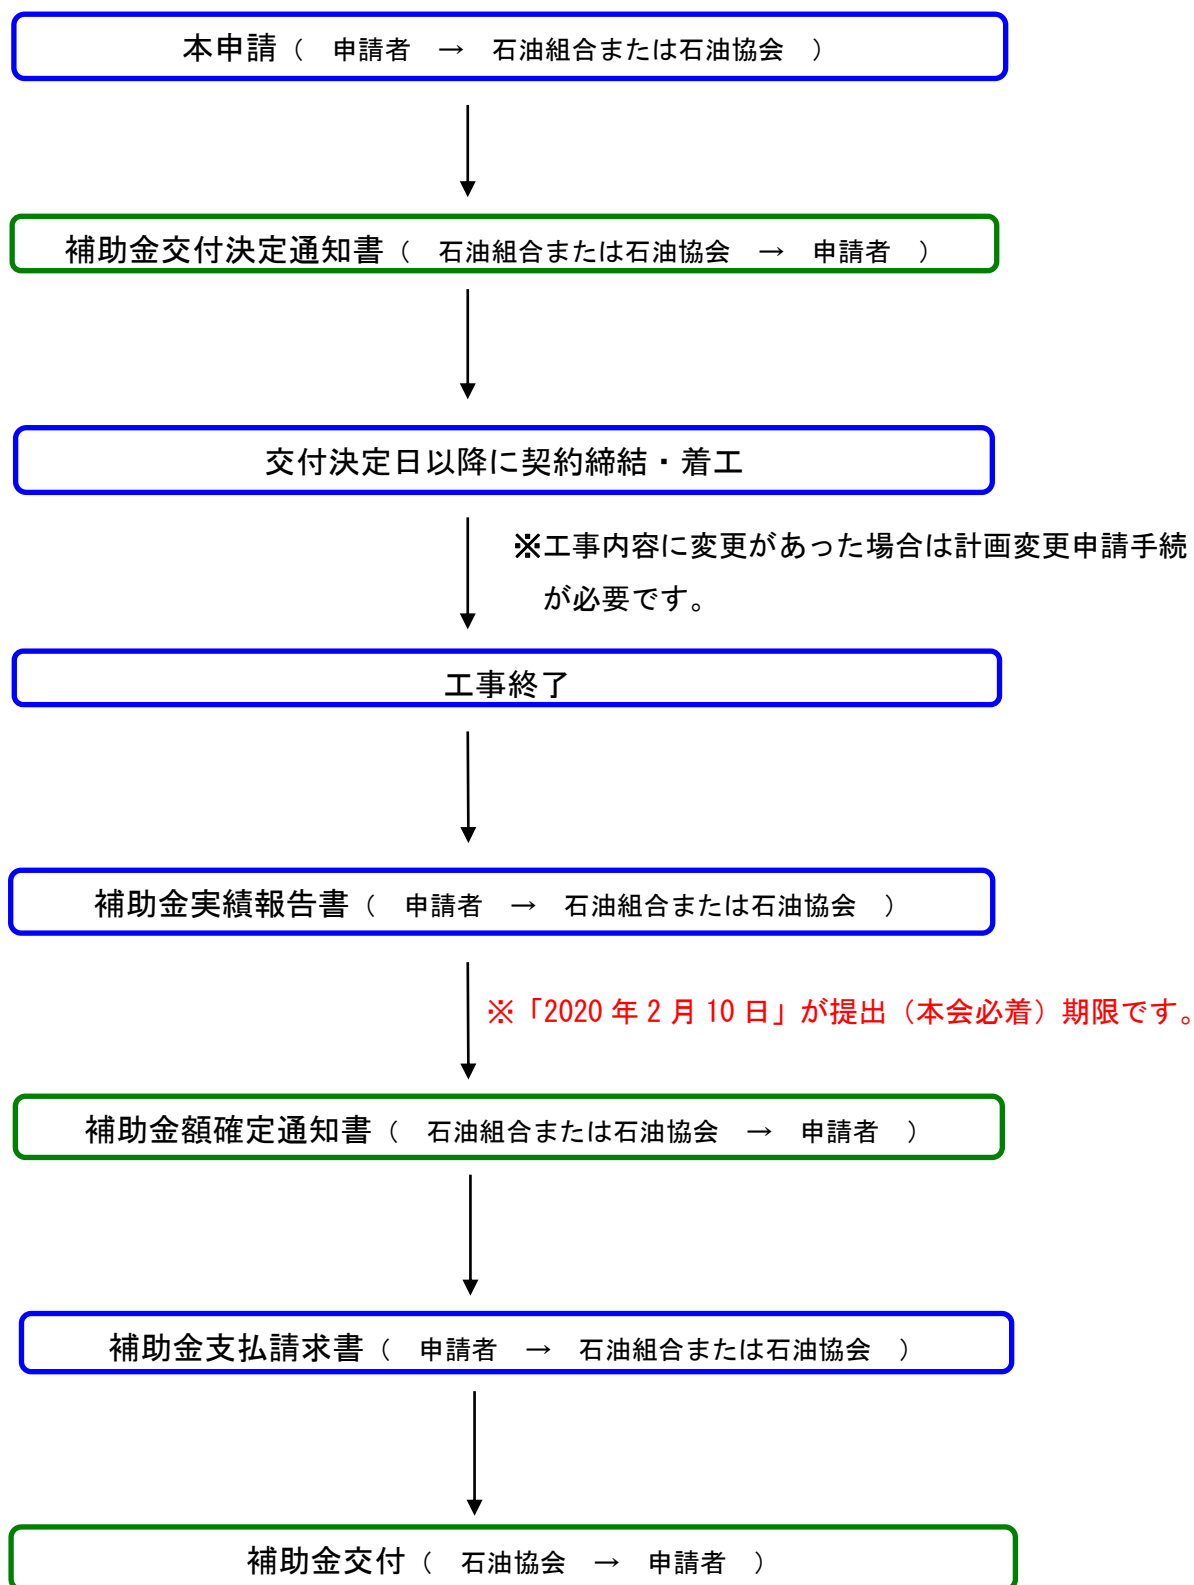 本申請（　申請者　→　石油組合または石油協会　）
補助金交付決定通知書（　石油組合または石油協会　→　申請者　）
交付決定日以降に契約締結・着工
※工事内容に変更があった場合は計画変更申請手続
が必要です。
工事終了
補助金実績報告書（　申請者　→　石油組合または石油協会　）
※「2020 年 2 月 10 日」が提出（本会必着）期限です。
補助金額確定通知書（　石油組合または石油協会　→　申請者　）
補助金支払請求書（　申請者　→　石油組合または石油協会　）
補助金交付（　石油協会　→　申請者　）